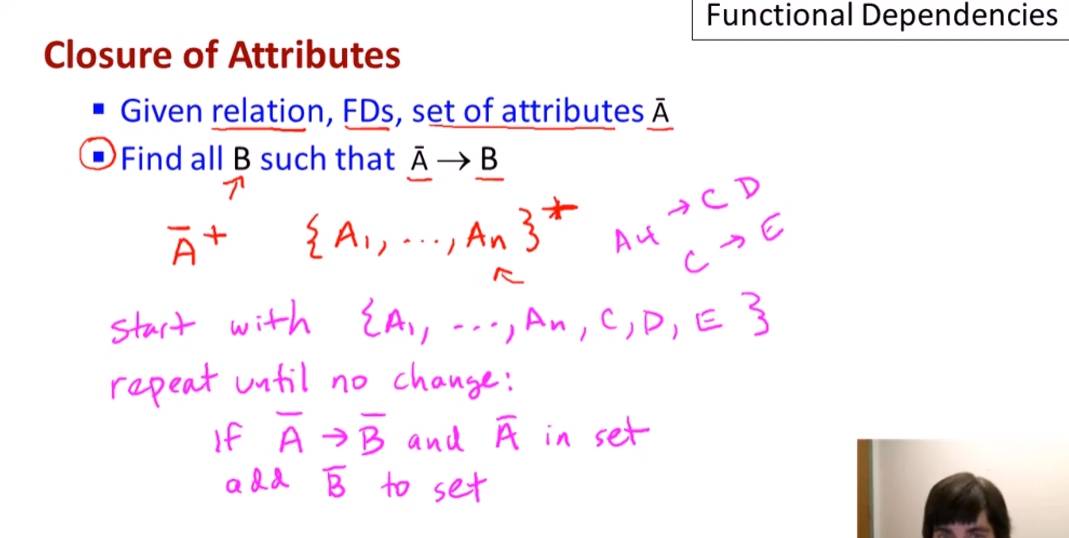 Functional Dependencies
Closure of Attributes
Given relation, FDs, set of attributes Ā
Find all B such that Ā → B
Ā+ {A1, ..., An}+
A4 → C D
C → E
start with {A1, ..., An, C, D, E }
repeat until no change:
If Ā → B̄ and Ā in set
add B̄ to set